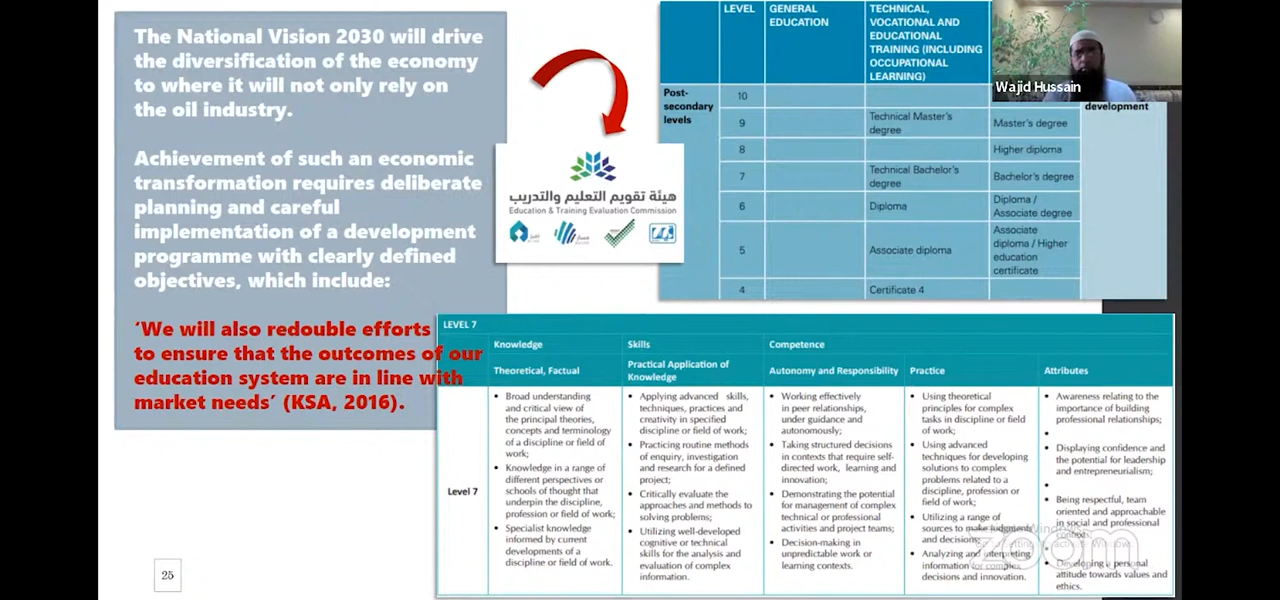 The National Vision 2030 will drive
the diversification of the economy
to where it will not only rely on
the oil industry.
Achievement of such an economic
transformation requires deliberate
planning and careful
implementation of a development
programme with clearly defined
objectives, which include:
'We will also redouble efforts
to ensure that the outcomes of our
education system are in line with
market needs' (KSA, 2016).
25
هيئة تقويم التعليم والتدريب
Education & Training Evaluation Commission
LEVEL
GENERAL
EDUCATION
TECHNICAL,
VOCATIONAL AND
EDUCATIONAL
TRAINING (INCLUDING
OCCUPATIONAL
LEARNING)
Wajid Hussain
development
Post-
secondary
levels
10
9
Technical Master's
degree
Master's degree
8
Higher diploma
7
Technical Bachelor's
degree
Bachelor's degree
6
Diploma
Diploma /
Associate degree
5
Associate diploma
Associate
diploma / Higher
education
certificate
4
Certificate 4
LEVEL 7
Knowledge
Skills
Competence
Theoretical, Factual
Practical Application of
Knowledge
Autonomy and Responsibility
Practice
Attributes
Level 7
• Broad understanding
and critical view of
the principal theories,
concepts and terminology
of a discipline or field of
work;
• Knowledge in a range of
different perspectives or
schools of thought that
underpin the discipline,
profession or field of work;
• Specialist knowledge
informed by current
developments of a
discipline or field of work.
• Applying advanced skills,
techniques, practices and
creativity in specified
discipline or field of work;
• Practicing routine methods
of enquiry, investigation
and research for a defined
project;
• Critically evaluate the
approaches and methods to
solving problems;
• Utilizing well-developed
cognitive or technical
skills for the analysis and
evaluation of complex
information.
• Working effectively
in peer relationships,
under guidance and
autonomously;
• Taking structured decisions
in contexts that require self-
directed work, learning and
innovation;
• Demonstrating the potential
for management of complex
technical or professional
activities and project teams;
• Decision-making in
unpredictable work or
learning contexts.
• Using theoretical
principles for complex
tasks in discipline or field
of work;
• Using advanced
techniques for developing
solutions to complex
problems related to a
discipline, profession or
field of work;
• Utilizing a range of
sources to make judgments
and decisions;
• Analyzing and interpreting
information for complex
decisions and innovation.
• Awareness relating to the
importance of building
professional relationships;
•
• Displaying confidence and
the potential for leadership
and entrepreneurialism;
•
• Being respectful, team
oriented and approachable
in social and professional
contexts;
•
• Developing a personal
attitude towards values and
ethics.
zoom